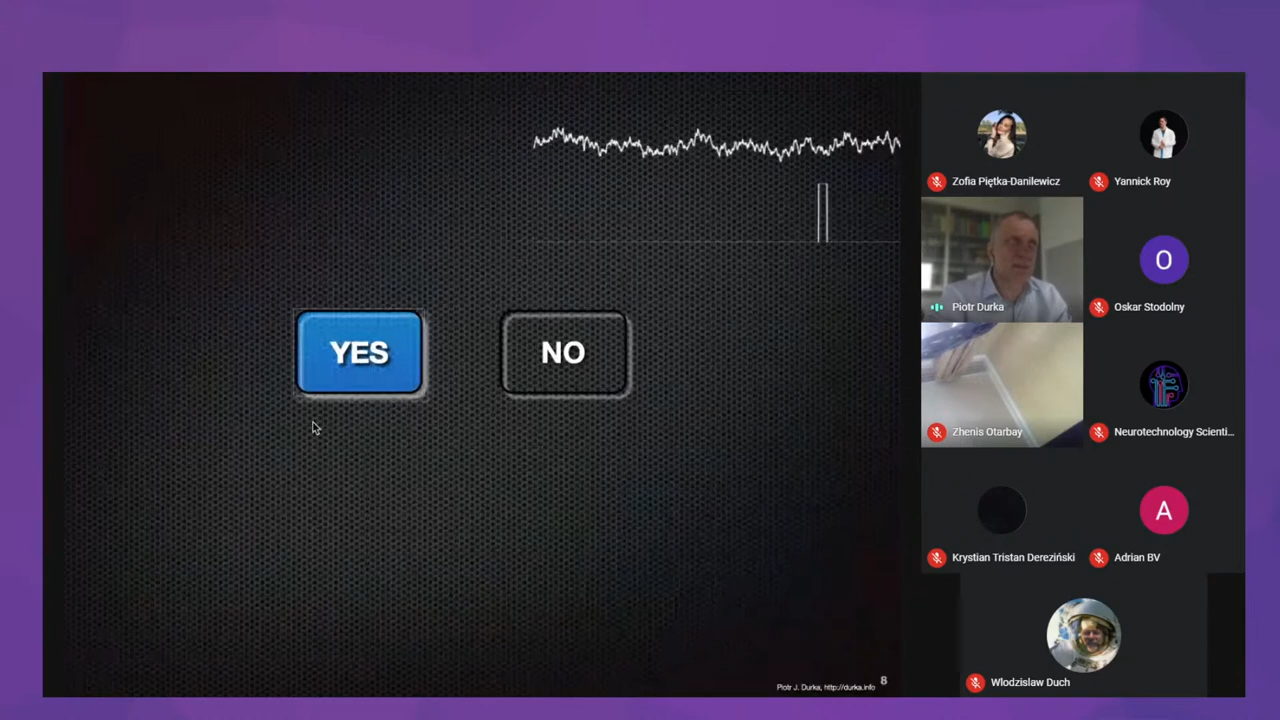 YES
NO
Piotr J. Durka, http://durka.info
8
Zofia Piętka-Danilewicz
Yannick Roy
Piotr Durka
O
Oskar Stodolny
Zhenis Otarbay
Neurotechnology Scienti...
Krystian Tristan Dereziński
A
Adrian BV
Wlodzislaw Duch